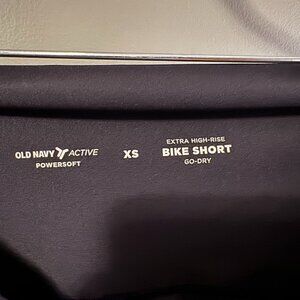 OLD NAVY ACTIVE
POWERSOFT
XS
EXTRA HIGH-RISE
BIKE SHORT
GO-DRY